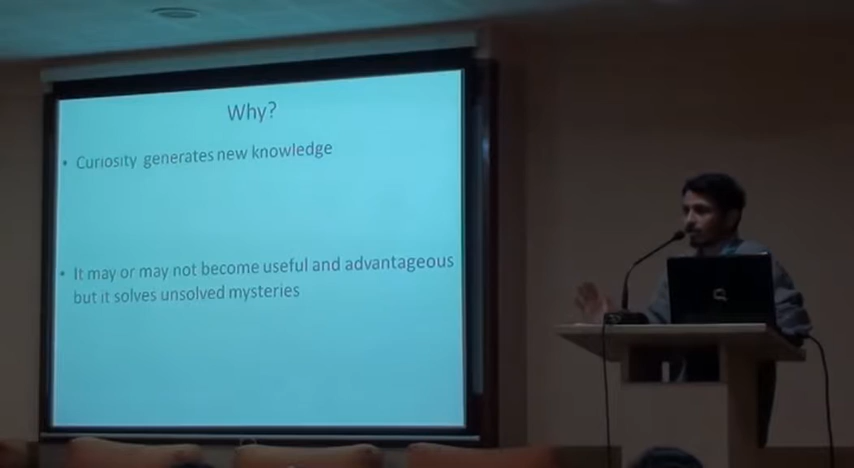 Why?
• Curiosity generates new knowledge
• It may or may not become useful and advantageous
but it solves unsolved mysteries